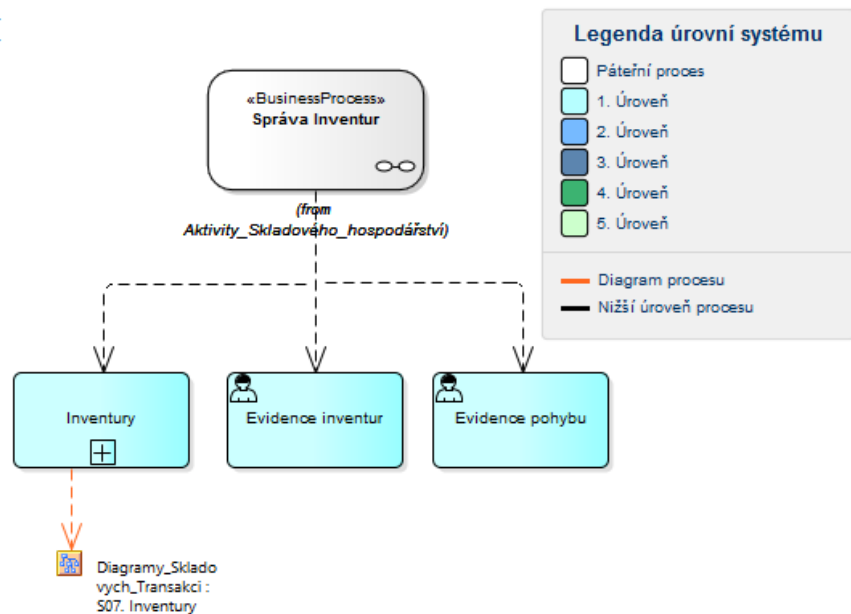 Legenda úrovní systému
Páteřní proces
1. Úroveň
2. Úroveň
3. Úroveň
4. Úroveň
5. Úroveň
Diagram procesu
Nižší úroveň procesu
«BusinessProcess»
Správa Inventur
(from
Aktivity_Skladového_hospodářství)
Inventury
Evidence inventur
Evidence pohybu
Diagramy_Sklado
vych_Transakci :
S07. Inventury